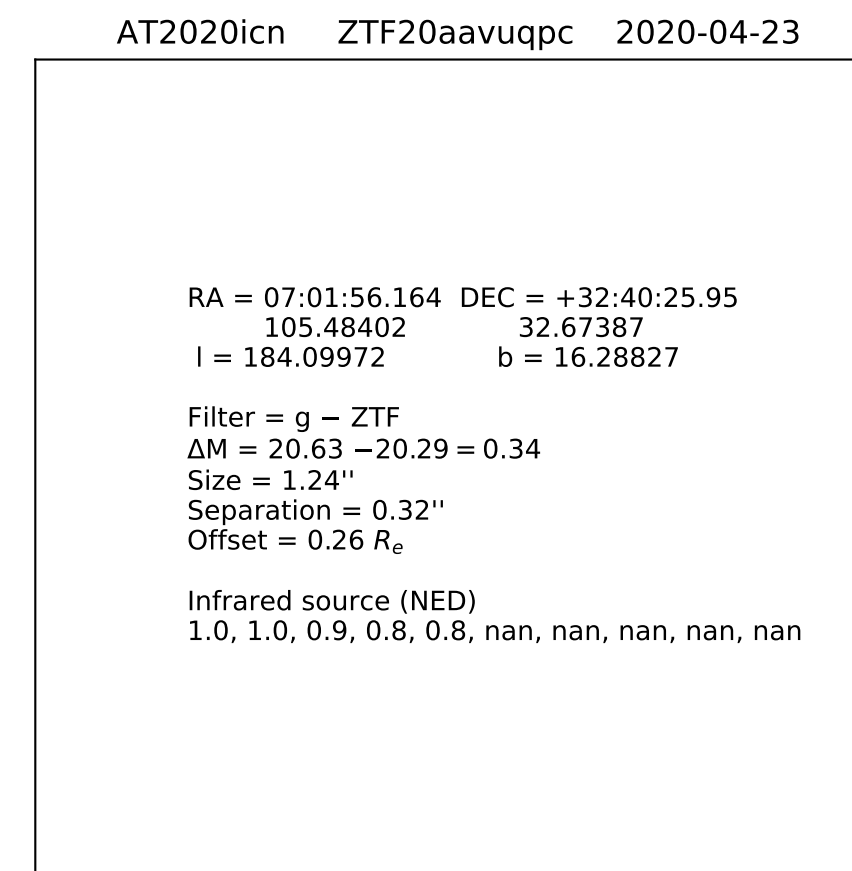 AT2020icn ZTF20aavuqpc 2020-04-23
RA = 07:01:56.164 DEC = +32:40:25.95
105.48402 32.67387
l = 184.09972 b = 16.28827
Filter = g − ZTF
ΔM = 20.63 −20.29 = 0.34
Size = 1.24''
Separation = 0.32''
Offset = 0.26 Rₑ
Infrared source (NED)
1.0, 1.0, 0.9, 0.8, 0.8, nan, nan, nan, nan, nan